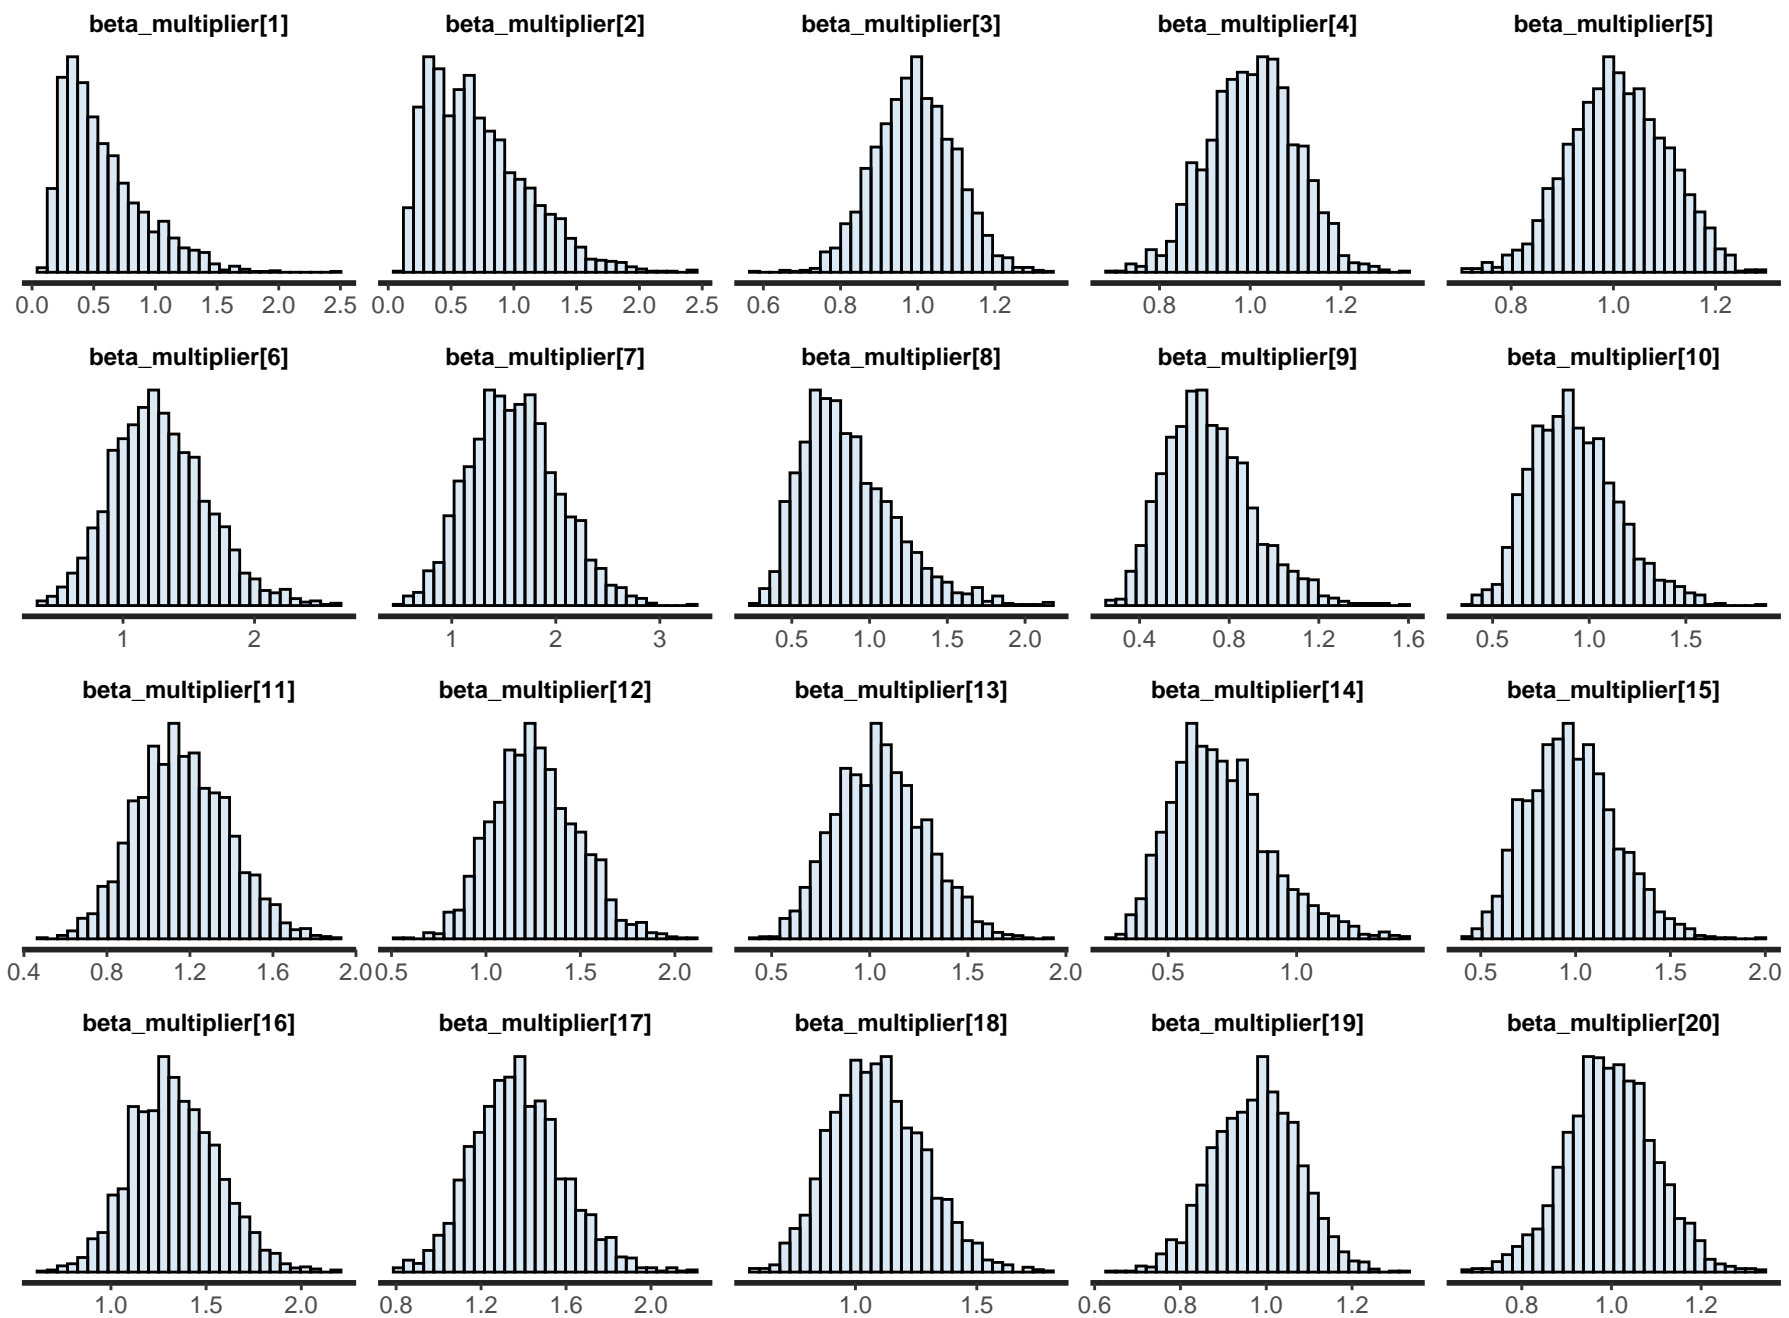 beta_multiplier[1] beta_multiplier[2] beta_multiplier[3] beta_multiplier[4] beta_multiplier[5]
0.0 0.5 1.0 1.5 2.0 2.5 0.0 0.5 1.0 1.5 2.0 2.5 0.6 0.8 1.0 1.2 0.8 1.0 1.2 0.8 1.0 1.2
beta_multiplier[6] beta_multiplier[7] beta_multiplier[8] beta_multiplier[9] beta_multiplier[10]
1 2 1 2 3 0.5 1.0 1.5 2.0 0.4 0.8 1.2 1.6 0.5 1.0 1.5
beta_multiplier[11] beta_multiplier[12] beta_multiplier[13] beta_multiplier[14] beta_multiplier[15]
0.4 0.8 1.2 1.6 2.0 0.5 1.0 1.5 2.0 0.5 1.0 1.5 2.0 0.5 1.0 0.5 1.0 1.5 2.0
beta_multiplier[16] beta_multiplier[17] beta_multiplier[18] beta_multiplier[19] beta_multiplier[20]
1.0 1.5 2.0 0.8 1.2 1.6 2.0 1.0 1.5 0.6 0.8 1.0 1.2 0.8 1.0 1.2